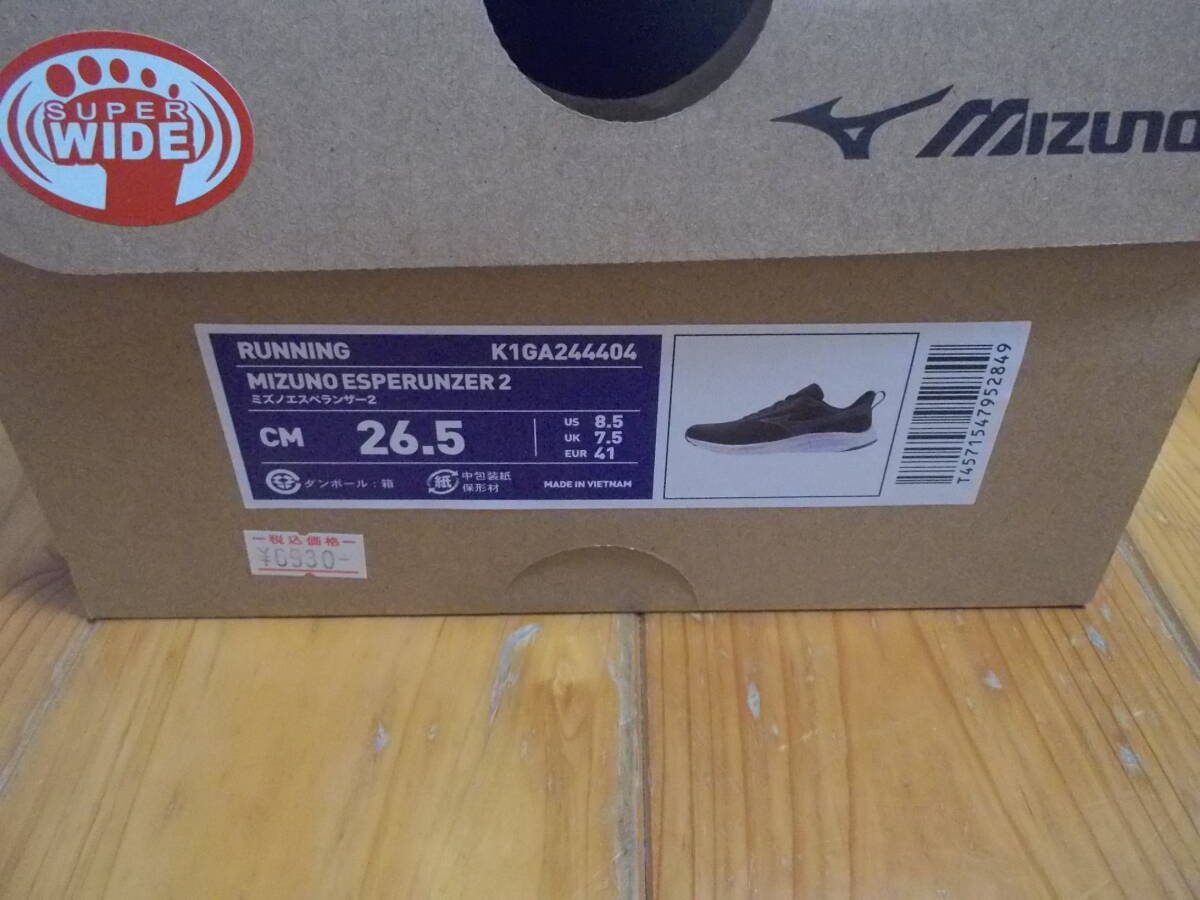 SUPER
WIDE
MIZUNO
RUNNING K1GA244404
MIZUNO ESPERUNZER 2
ミズノエスペランザー2
CM 26.5
US 8.5
UK 7.5
EUR 41
ダンボール:箱
紙 中包装紙
保形材
MADE IN VIETNAM
T4571547952849
税込価格
¥6930-